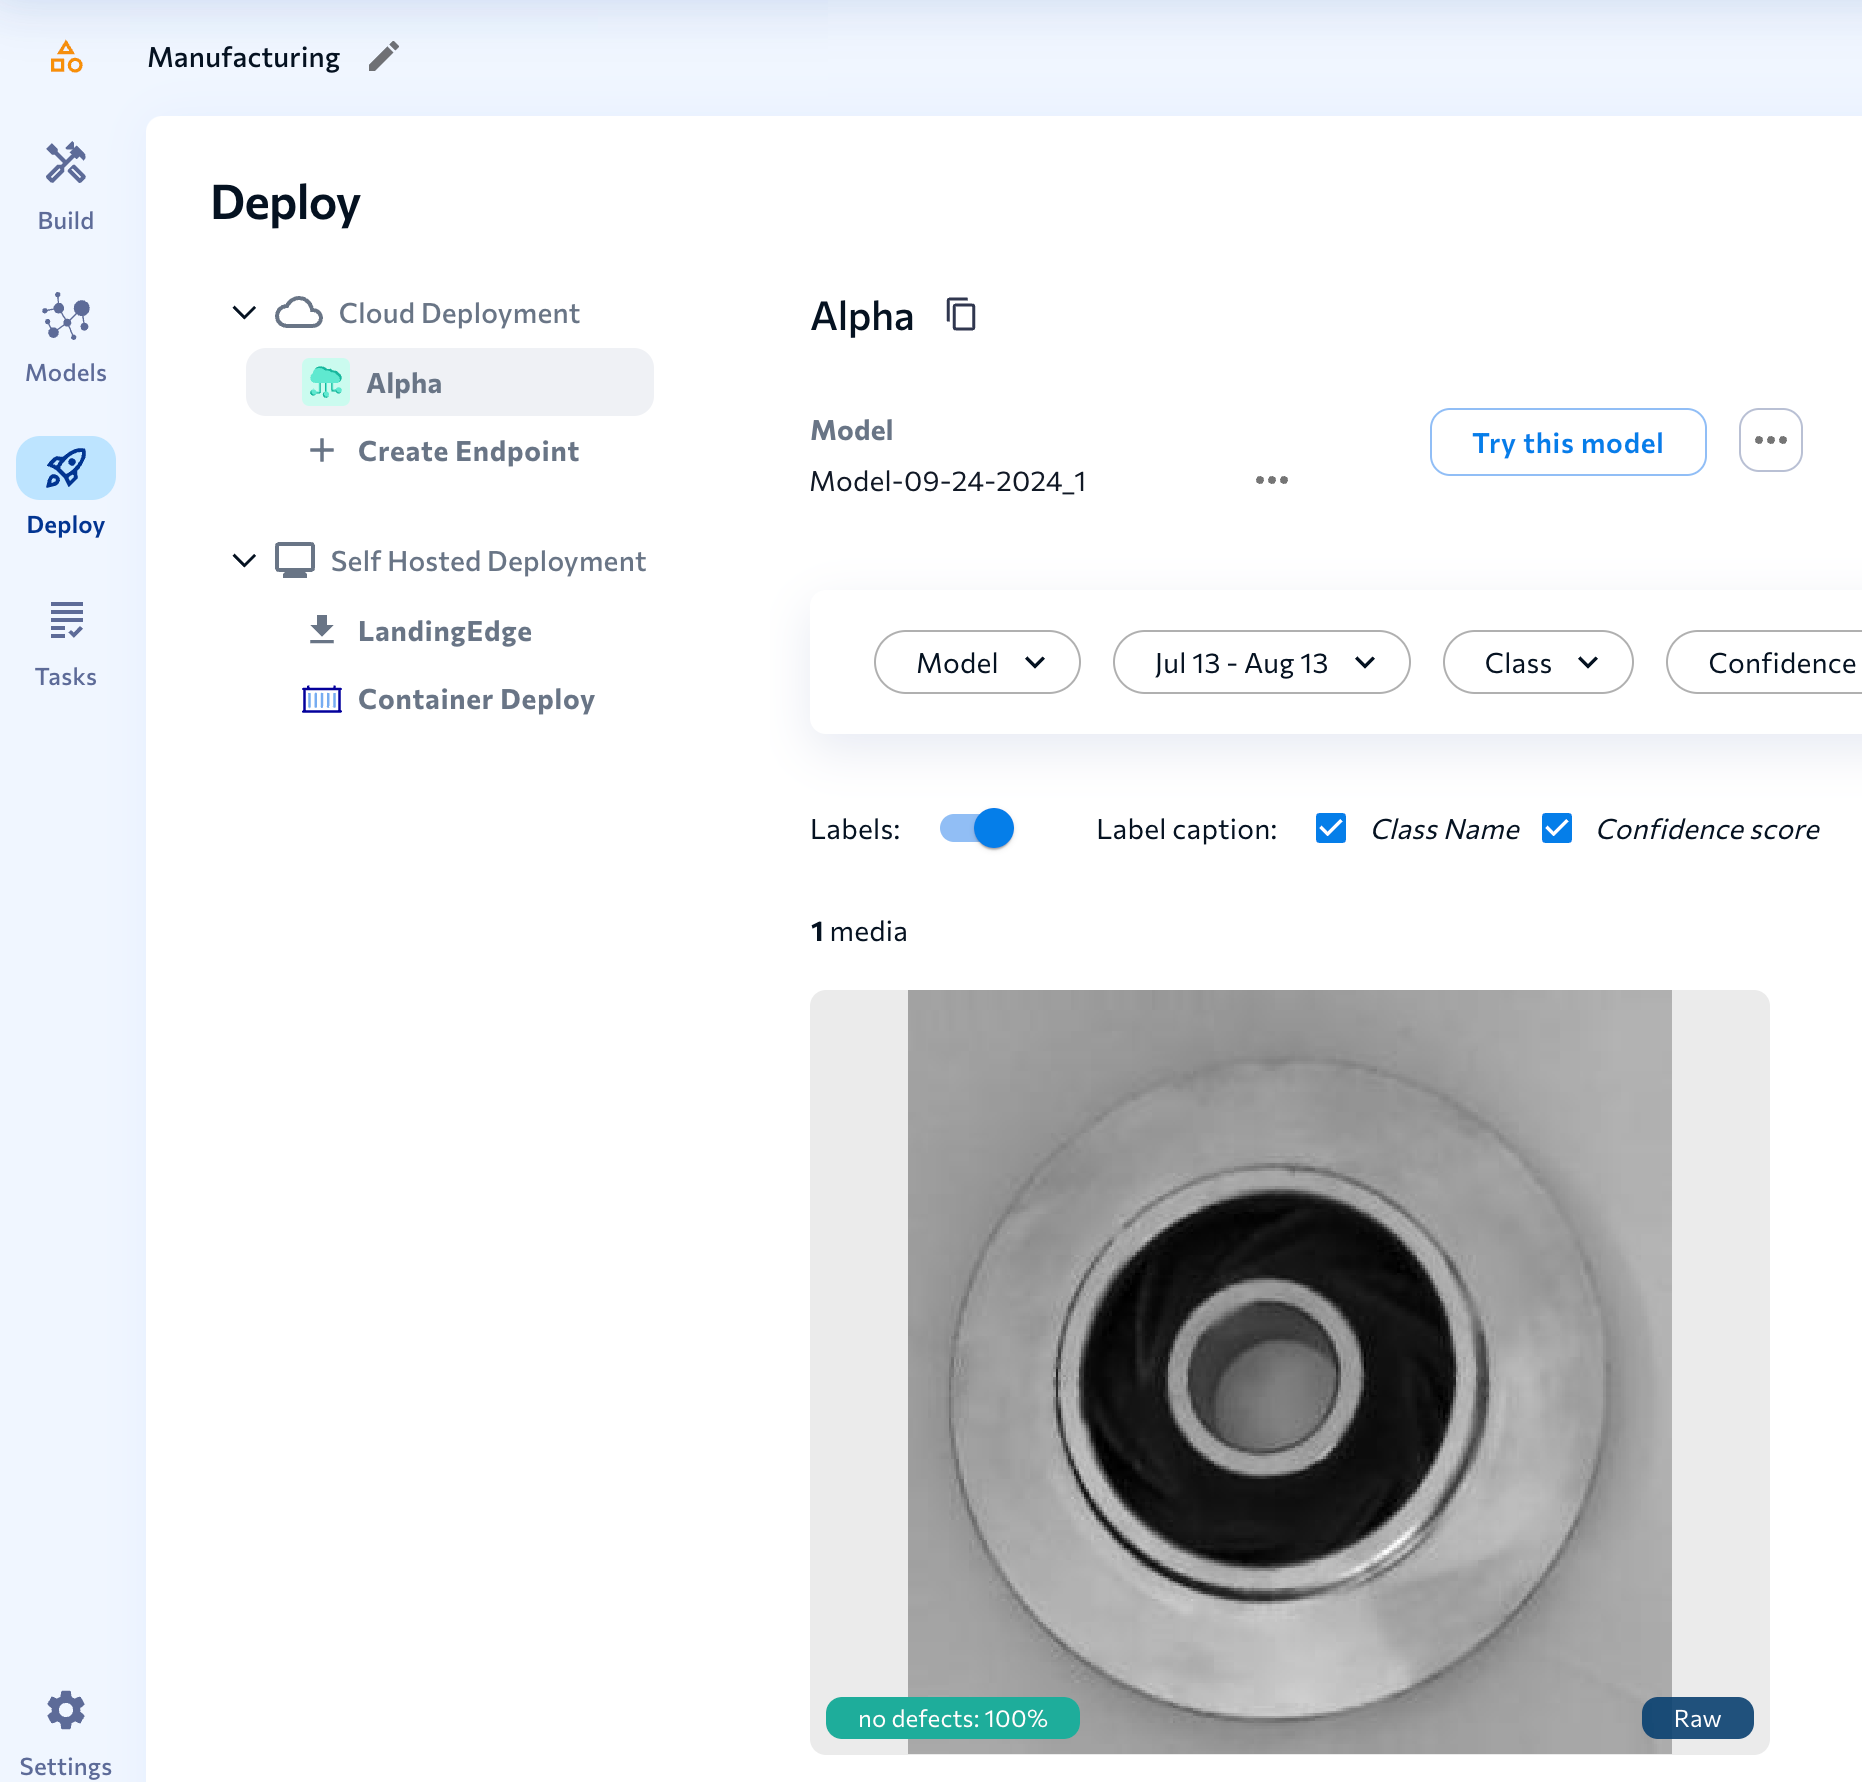 Manufacturing
Build
Models
Deploy
Tasks
Settings
Deploy
Cloud Deployment
Alpha
Create Endpoint
Self Hosted Deployment
LandingEdge
Container Deploy
Alpha
Model
Model-09-24-2024_1
Try this model
Model
Jul 13 - Aug 13
Class
Confidence
Labels:
Label caption:
Class Name
Confidence score
1 media
no defects: 100%
Raw